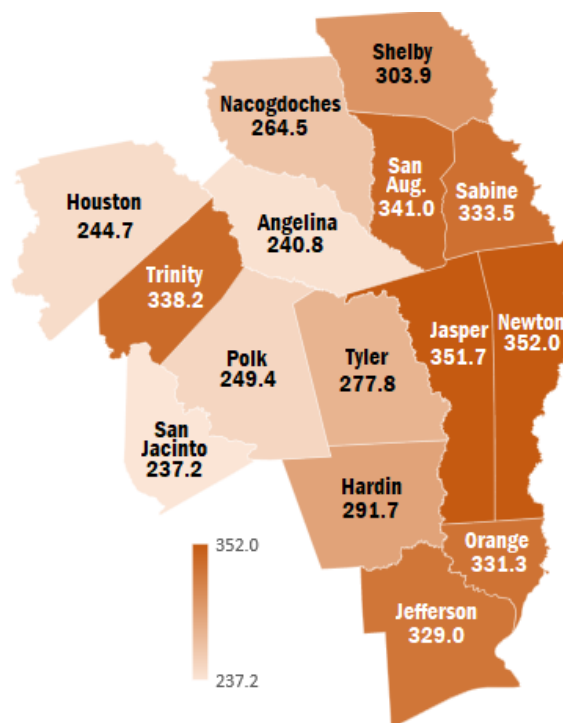 Shelby
303.9
Nacogdoches
264.5
San
Aug.
341.0
Sabine
333.5
Houston
244.7
Angelina
240.8
Trinity
338.2
Jasper
351.7
Newton
352.0
Polk
249.4
Tyler
277.8
San
Jacinto
237.2
Hardin
291.7
Orange
331.3
Jefferson
329.0
352.0
237.2